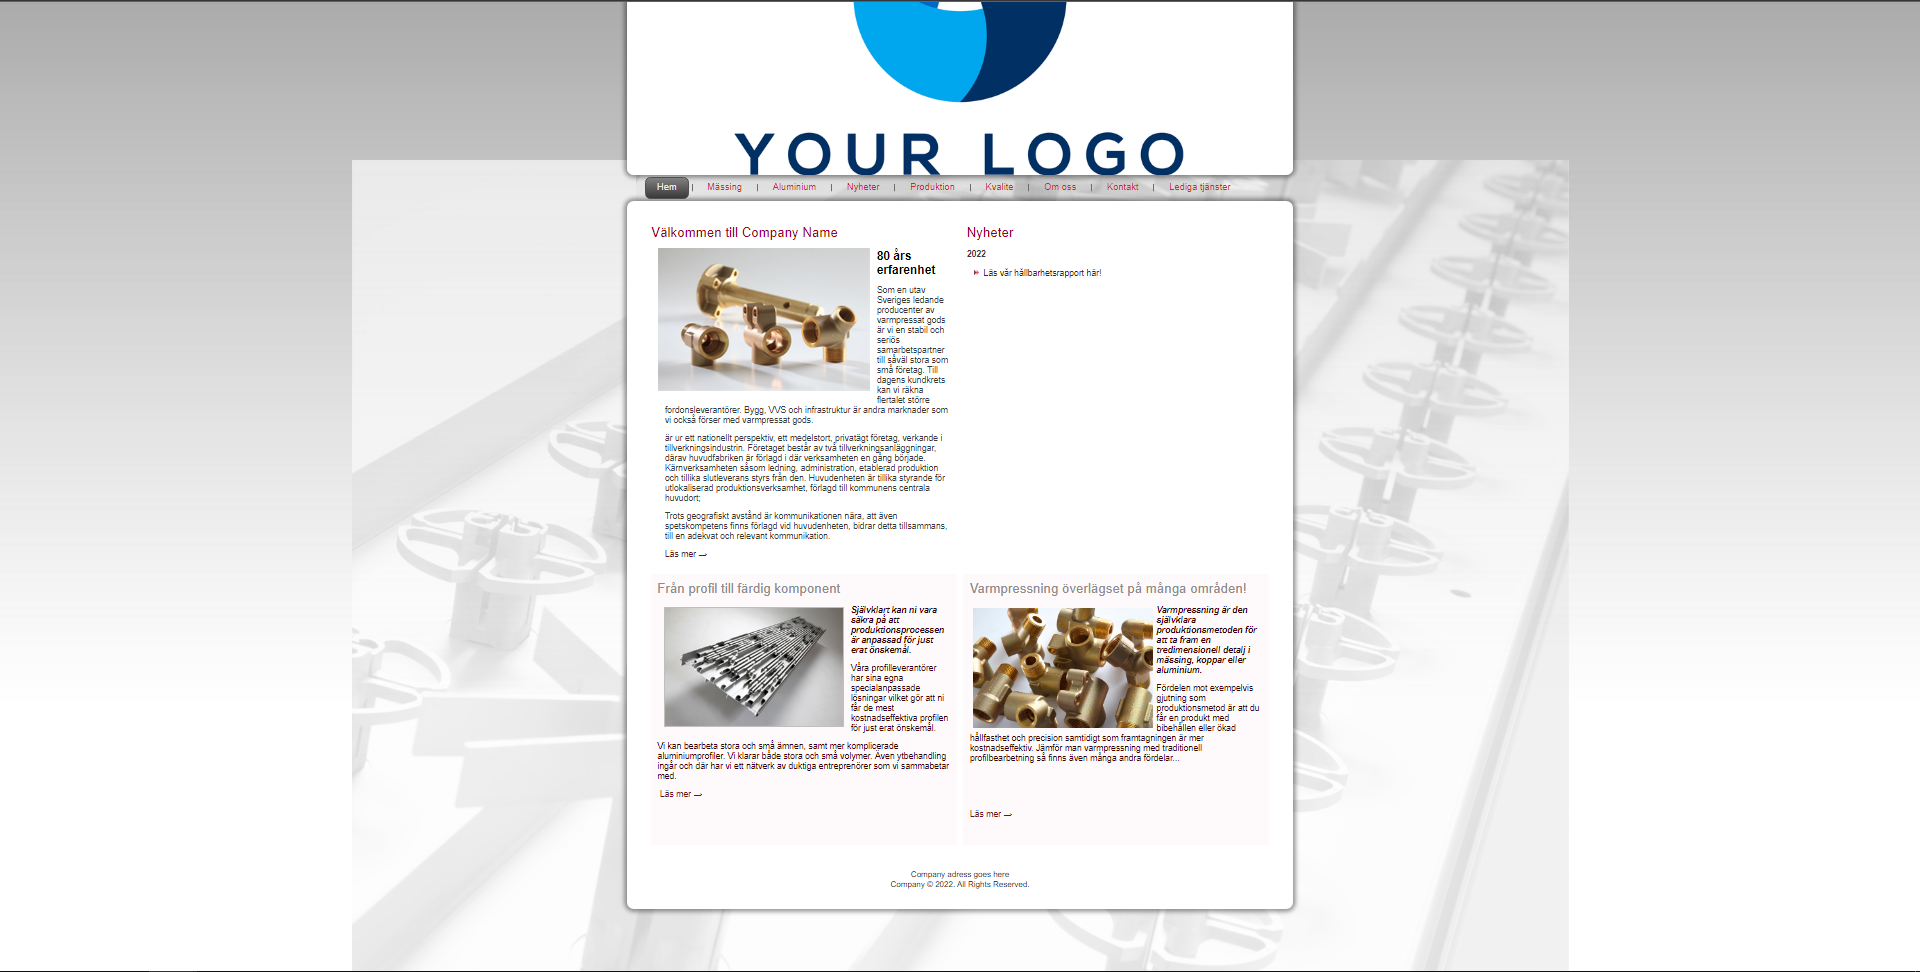 YOUR LOGO
Hem | Mässing | Aluminium | Nyheter | Produktion | Kvalite | Om oss | Kontakt | Lediga tjänster
Välkommen till Company Name
80 års
erfarenhet
Som en utav
Sveriges ledande
producenter av
varmpressat gods
är vi en stabil och
seriös
samarbetspartner
till såväl stora som
små företag. Till
dagens kundkrets
kan vi räkna
flertalet större
fordonsleverantörer. Bygg, VVS och infrastruktur är andra marknader som
vi också förser med varmpressat gods.
är ur ett nationellt perspektiv, ett medelstort, privatägt företag, verkande i
tillverkningsindustrin. Företaget består av två tillverkningsanläggningar,
därav huvudfabriken är förlagd i där verksamheten en gång började.
Kärnverksamheten såsom ledning, administration, etablerad produktion
och tillika slutleverans styrs från den. Huvudenheten är tillika styrande för
utlokaliserad produktionsverksamhet, förlagd till kommunens centrala
huvudort;
Trots geografiskt avstånd är kommunikationen nära, att även
spetskompetens finns förlagd vid huvudenheten, bidrar detta tillsammans,
till en adekvat och relevant kommunikation.
Läs mer
Nyheter
2022
Läs vår hållbarhetsrapport här!
Från profil till färdig komponent
Självklart kan ni vara
säkra på att
produktionsprocessen
är anpassad för just
erat önskemål.
Våra profilleverantörer
har sina egna
specialanpassade
lösningar vilket gör att ni
får de mest
kostnadseffektiva profilen
för just erat önskemål.
Vi kan bearbeta stora och små ämnen, samt mer komplicerade
aluminiumprofiler. Vi klarar både stora och små volymer. Även ytbehandling
ingår och där har vi ett nätverk av duktiga entreprenörer som vi sammabetar
med.
Läs mer
Varmpressning överlägset på många områden!
Varmpressning är den
självklara
produktionsmetoden för
att ta fram en
tredimensionell detalj i
mässing, koppar eller
aluminium.
Fördelen mot exempelvis
gjutning som
produktionsmetod är att du
får en produkt med
bibehållen eller ökad
hållfasthet och precision samtidigt som framtagningen är mer
kostnadseffektiv. Jämför man varmpressning med traditionell
profilbearbetning så finns även många andra fördelar...
Läs mer
Company adress goes here
Company © 2022. All Rights Reserved.